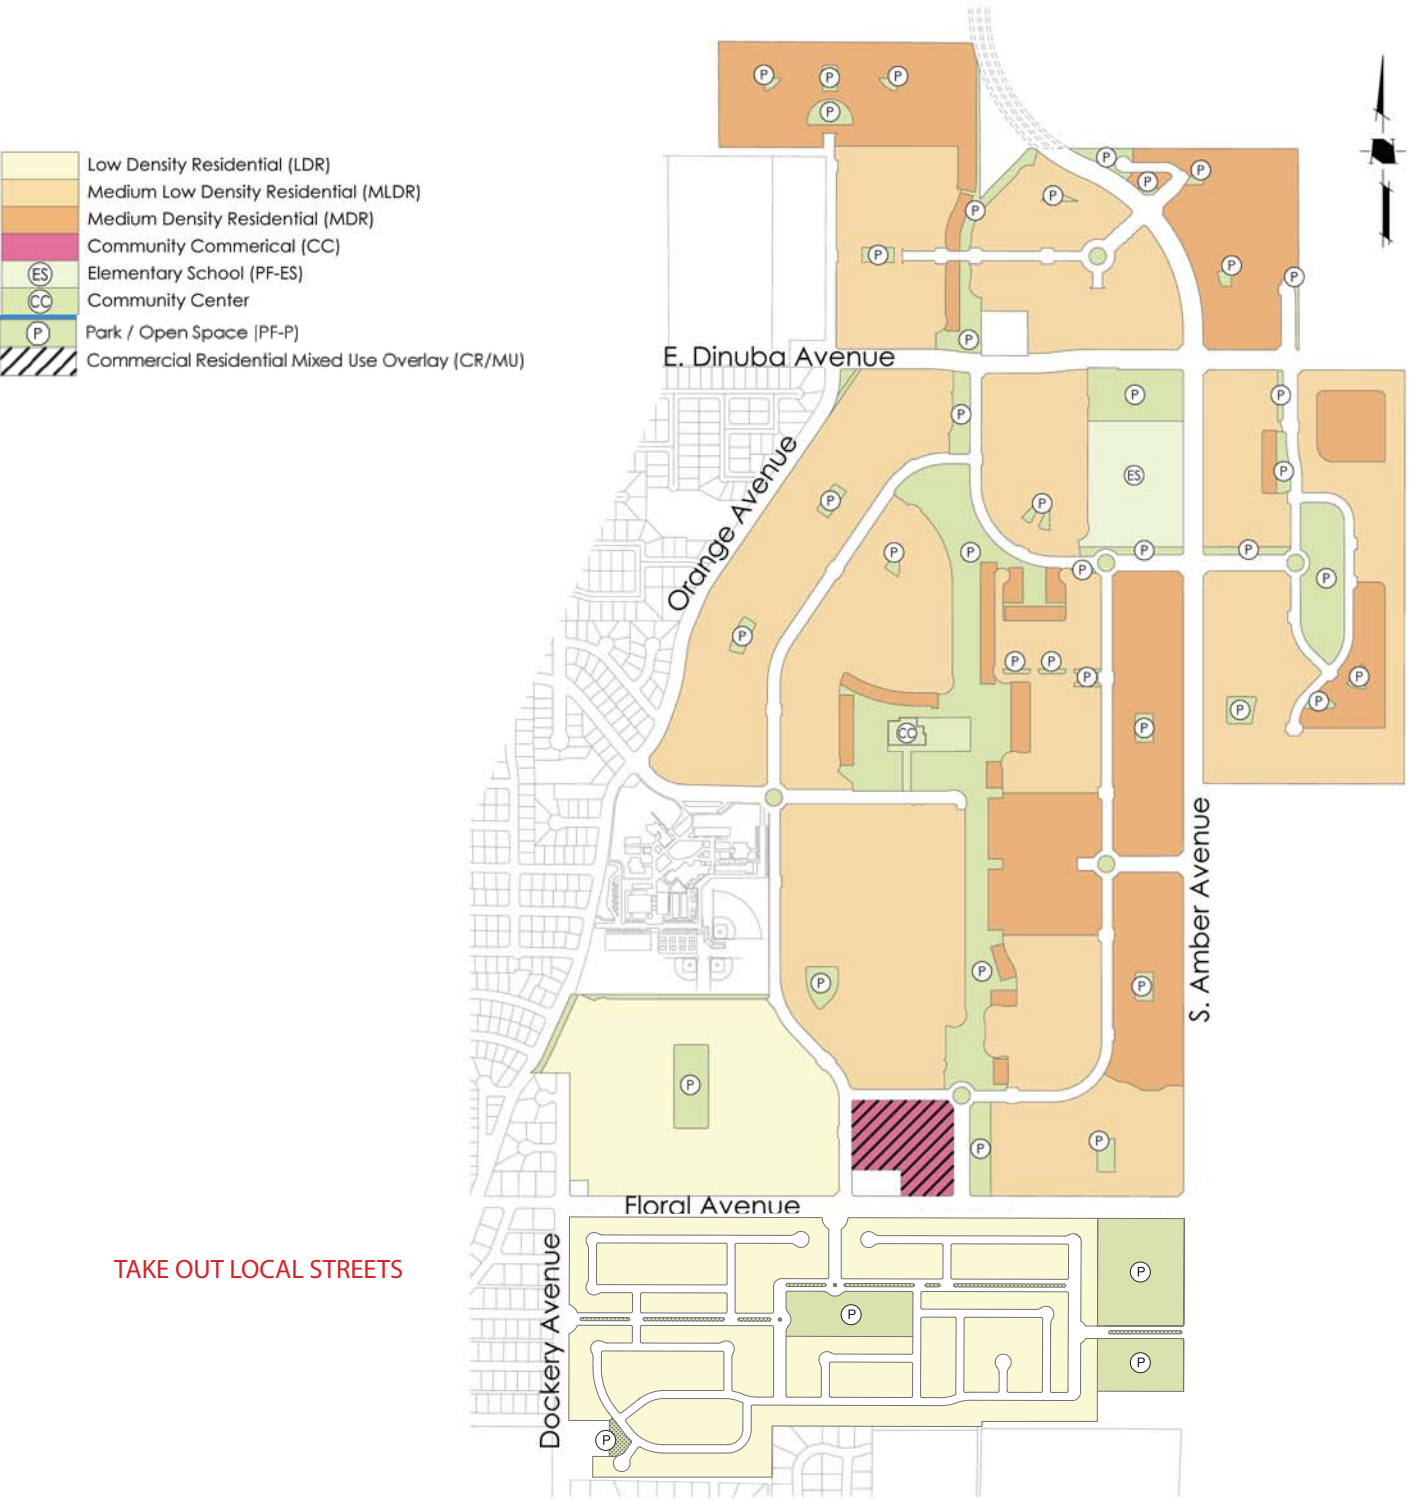 Low Density Residential (LDR)
Medium Low Density Residential (MLDR)
Medium Density Residential (MDR)
Community Commerical (CC)
ES Elementary School (PF-ES)
CC Community Center
P Park / Open Space |PF-P)
Commercial Residential Mixed Use Overlay (CR/MU)
P P P
P
P P
P P
P
P P P
P
E. Dinuba Avenue
P P
P
ES P
Orange Avenue
P P
P P P P
P
P
P
P P
P P
P
P P
CC P
S. Amber Avenue
P P P
P
P P
Floral Avenue
TAKE OUT LOCAL STREETS
Dockery Avenue
P
P
P
P